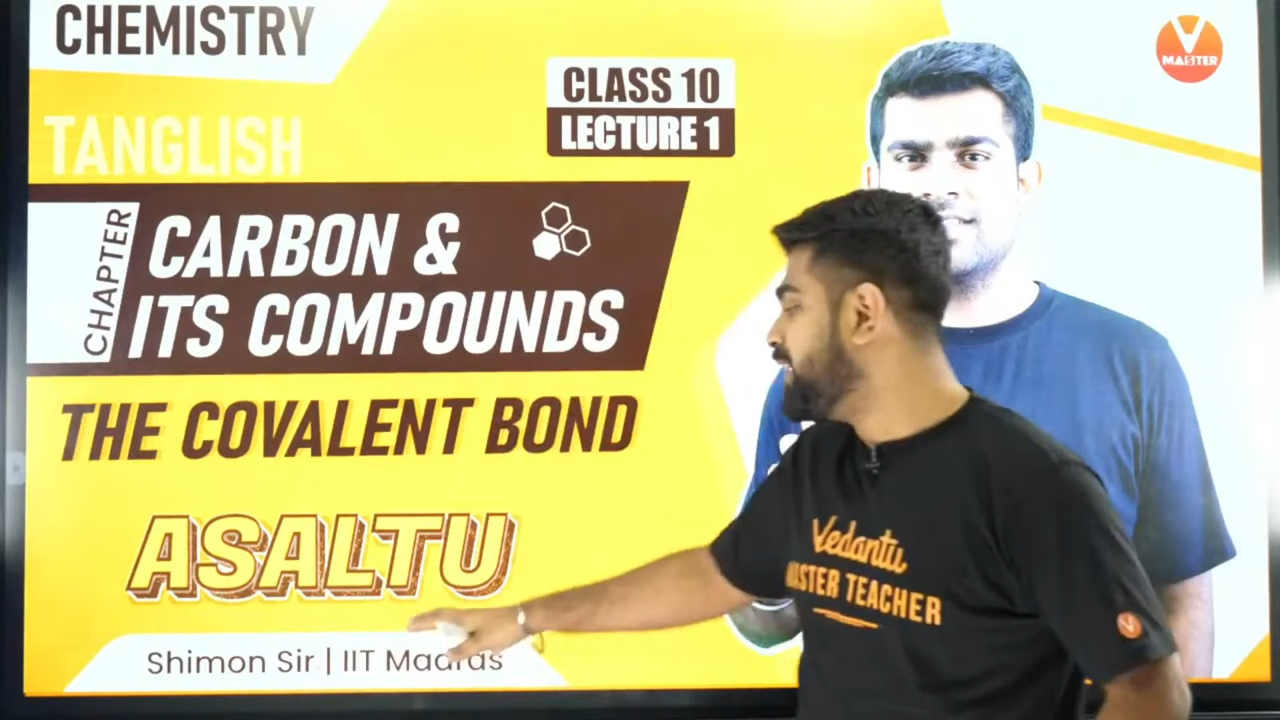 CHEMISTRY
CLASS 10
LECTURE 1
V
MASTER
TANGLISH
CHAPTER
CARBON &
ITS COMPOUNDS
THE COVALENT BOND
ASALTU
Shimon Sir | IIT Madras
Vedantu
MASTER TEACHER
V